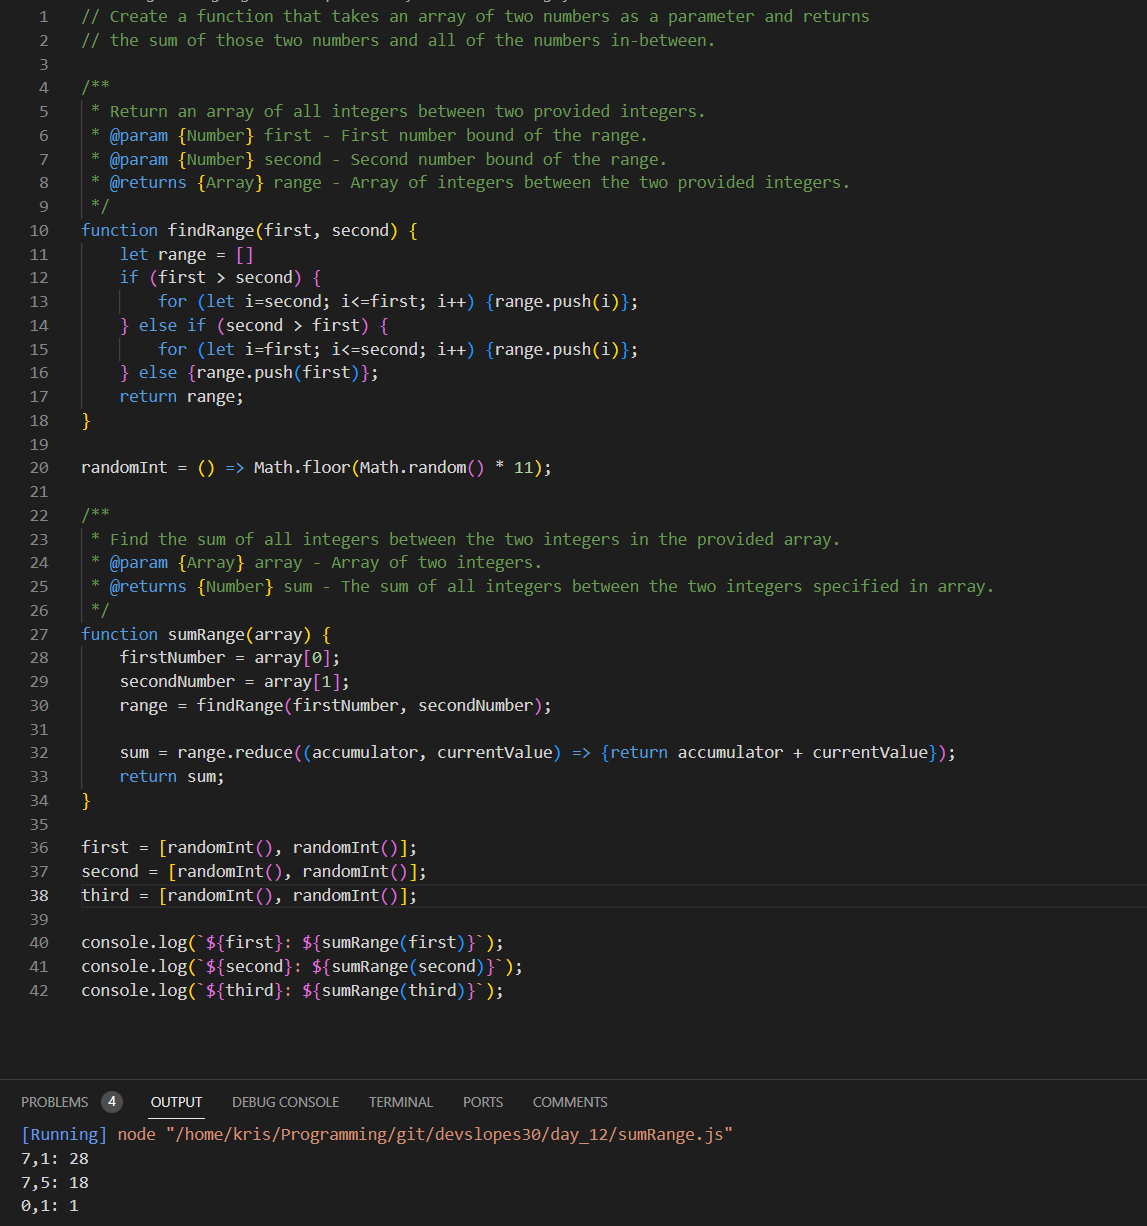 1 // Create a function that takes an array of two numbers as a parameter and returns
2 // the sum of those two numbers and all of the numbers in-between.
3
4 /**
5  * Return an array of all integers between two provided integers.
6  * @param {Number} first - First number bound of the range.
7  * @param {Number} second - Second number bound of the range.
8  * @returns {Array} range - Array of integers between the two provided integers.
9  */
10 function findRange(first, second) {
11     let range = []
12     if (first > second) {
13         for (let i=second; i<=first; i++) {range.push(i)};
14     } else if (second > first) {
15         for (let i=first; i<=second; i++) {range.push(i)};
16     } else {range.push(first)};
17     return range;
18 }
19
20 randomInt = () => Math.floor(Math.random() * 11);
21
22 /**
23  * Find the sum of all integers between the two integers in the provided array.
24  * @param {Array} array - Array of two integers.
25  * @returns {Number} sum - The sum of all integers between the two integers specified in array.
26  */
27 function sumRange(array) {
28     firstNumber = array[0];
29     secondNumber = array[1];
30     range = findRange(firstNumber, secondNumber);
31
32     sum = range.reduce((accumulator, currentValue) => {return accumulator + currentValue});
33     return sum;
34 }
35
36 first = [randomInt(), randomInt()];
37 second = [randomInt(), randomInt()];
38 third = [randomInt(), randomInt()];
39
40 console.log(`${first}: ${sumRange(first)}`);
41 console.log(`${second}: ${sumRange(second)}`);
42 console.log(`${third}: ${sumRange(third)}`);
PROBLEMS 4 OUTPUT DEBUG CONSOLE TERMINAL PORTS COMMENTS
[Running] node "/home/kris/Programming/git/devslopes30/day_12/sumRange.js"
7,1: 28
7,5: 18
0,1: 1